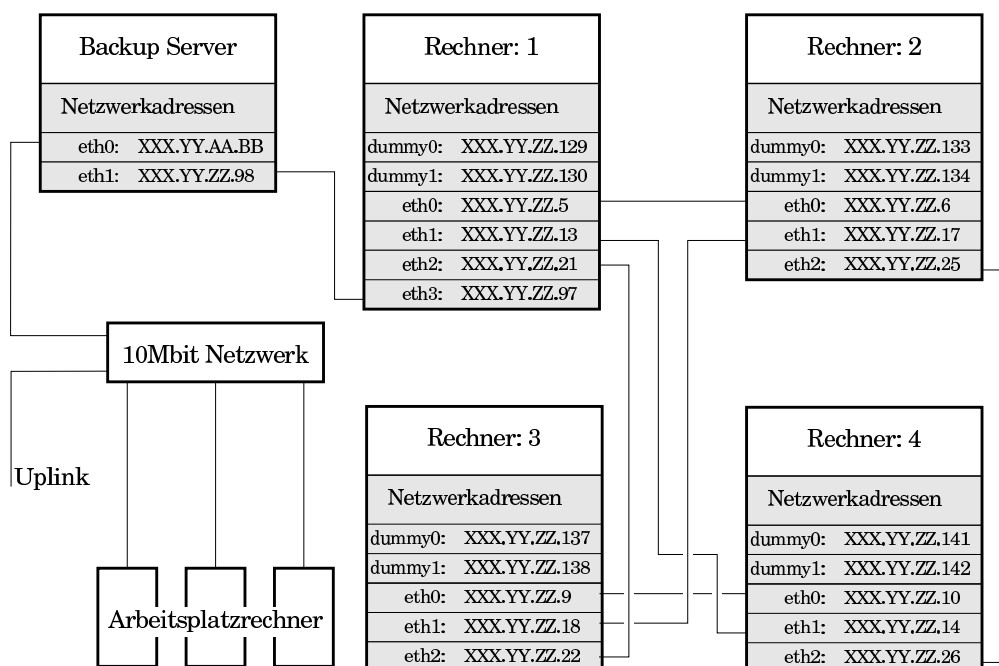 Backup Server
Netzwerkadressen
eth0: XXX.YY.AA.BB
eth1: XXX.YY.ZZ.98
Rechner: 1
Netzwerkadressen
dummy0: XXX.YY.ZZ.129
dummy1: XXX.YY.ZZ.130
eth0: XXX.YY.ZZ.5
eth1: XXX.YY.ZZ.13
eth2: XXX.YY.ZZ.21
eth3: XXX.YY.ZZ.97
Rechner: 2
Netzwerkadressen
dummy0: XXX.YY.ZZ.133
dummy1: XXX.YY.ZZ.134
eth0: XXX.YY.ZZ.6
eth1: XXX.YY.ZZ.17
eth2: XXX.YY.ZZ.25
10Mbit Netzwerk
Uplink
Arbeitsplatzrechner
Rechner: 3
Netzwerkadressen
dummy0: XXX.YY.ZZ.137
dummy1: XXX.YY.ZZ.138
eth0: XXX.YY.ZZ.9
eth1: XXX.YY.ZZ.18
eth2: XXX.YY.ZZ.22
Rechner: 4
Netzwerkadressen
dummy0: XXX.YY.ZZ.141
dummy1: XXX.YY.ZZ.142
eth0: XXX.YY.ZZ.10
eth1: XXX.YY.ZZ.14
eth2: XXX.YY.ZZ.26